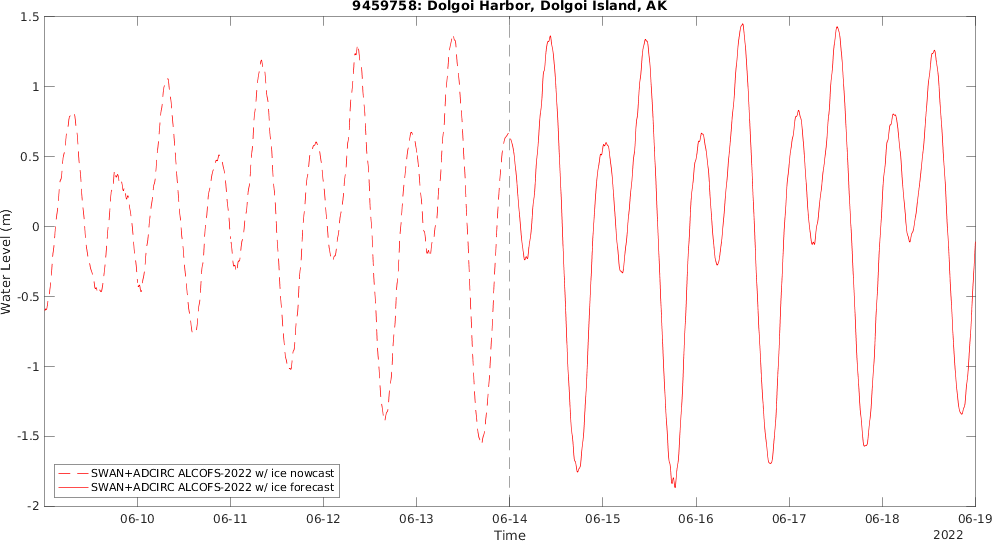 9459758: Dolgoi Harbor, Dolgoi Island, AK
1.5
1
0.5
0
-0.5
-1
-1.5
-2
Water Level (m)
SWAN+ADCIRC ALCOFS-2022 w/ ice nowcast
SWAN+ADCIRC ALCOFS-2022 w/ ice forecast
06-10 06-11 06-12 06-13 06-14 06-15 06-16 06-17 06-18 06-19
Time
2022